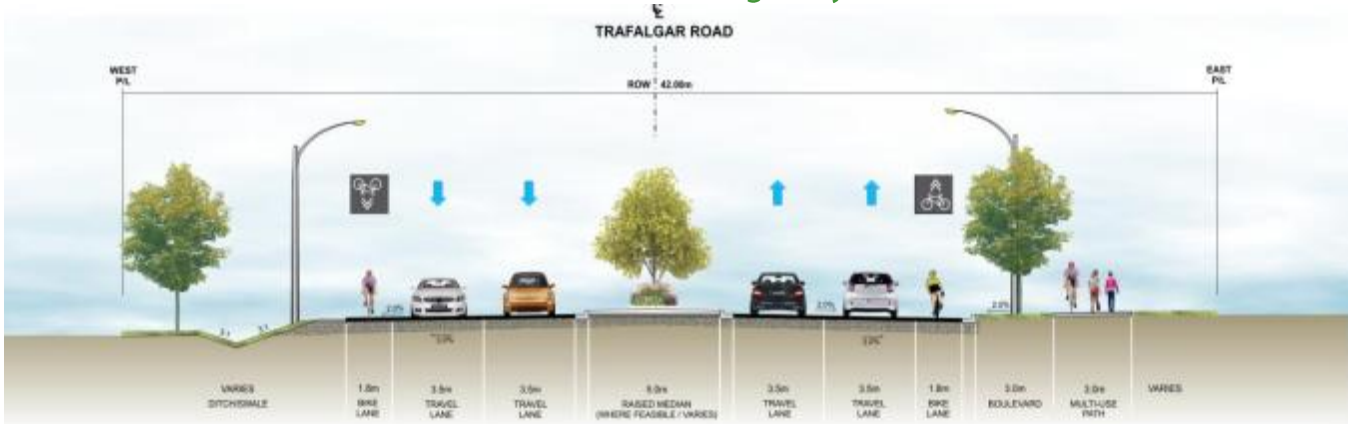 TRAFALGAR ROAD
WEST
P/L
ROW 42.00m
EAST
P/L
2.0%
2.0%
2.0%
2.0%
VARIES
DITCH/SWALE
1.8m
BIKE
LANE
3.5m
TRAVEL
LANE
3.5m
TRAVEL
LANE
RAISED MEDIAN
(WHERE FEASIBLE / VARIES)
3.5m
TRAVEL
LANE
3.5m
TRAVEL
LANE
1.8m
BIKE
LANE
3.0m
BOULEVARD
3.0m
MULTI-USE
PATH
VARIES